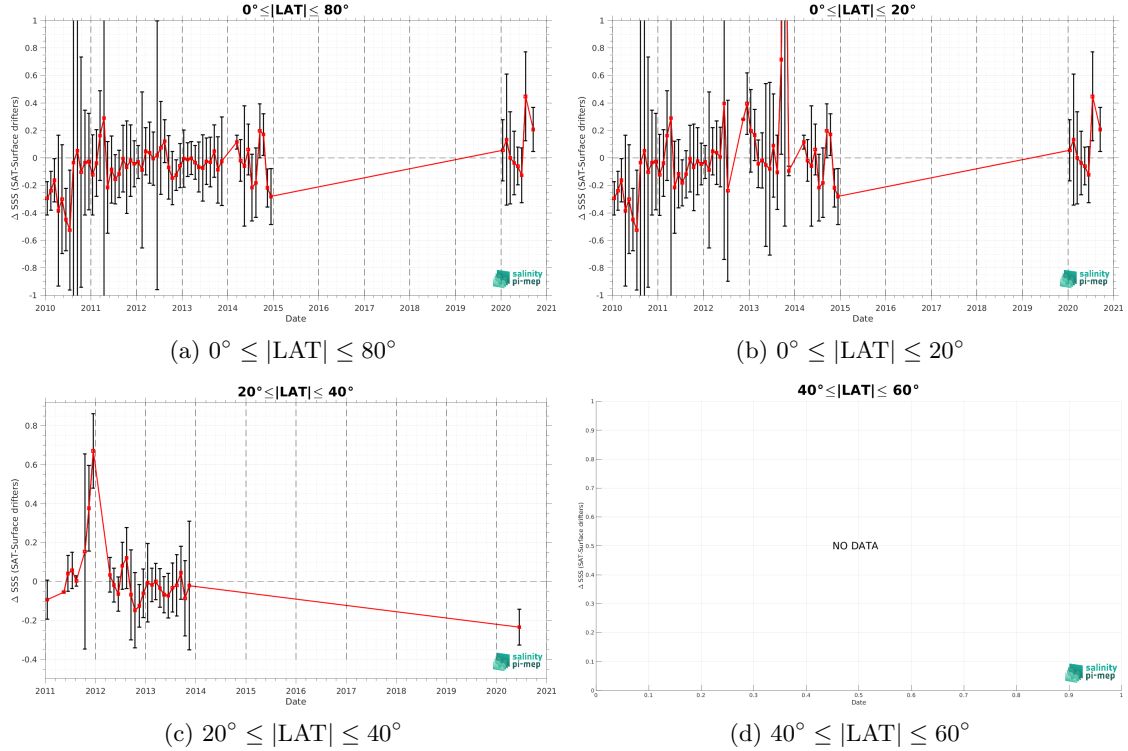 0°≤|LAT|≤ 80°
Δ SSS (SAT-Surface drifters)
1
0.8
0.6
0.4
0.2
0
-0.2
-0.4
-0.6
-0.8
-1
2010 2011 2012 2013 2014 2015 2016 2017 2018 2019 2020 2021
Date
salinity
pi-mep
(a) 0° ≤ |LAT| ≤ 80°
0°≤|LAT|≤ 20°
Δ SSS (SAT-Surface drifters)
1
0.8
0.6
0.4
0.2
0
-0.2
-0.4
-0.6
-0.8
-1
2010 2011 2012 2013 2014 2015 2016 2017 2018 2019 2020 2021
Date
salinity
pi-mep
(b) 0° ≤ |LAT| ≤ 20°
20°≤|LAT|≤ 40°
Δ SSS (SAT-Surface drifters)
0.8
0.6
0.4
0.2
0
-0.2
-0.4
2011 2012 2013 2014 2015 2016 2017 2018 2019 2020 2021
Date
salinity
pi-mep
(c) 20° ≤ |LAT| ≤ 40°
40°≤|LAT|≤ 60°
Δ SSS (SAT-Surface drifters)
1
0.9
0.8
0.7
0.6
0.5
0.4
0.3
0.2
0.1
0
NO DATA
0 0.1 0.2 0.3 0.4 0.5 0.6 0.7 0.8 0.9 1
Date
salinity
pi-mep
(d) 40° ≤ |LAT| ≤ 60°